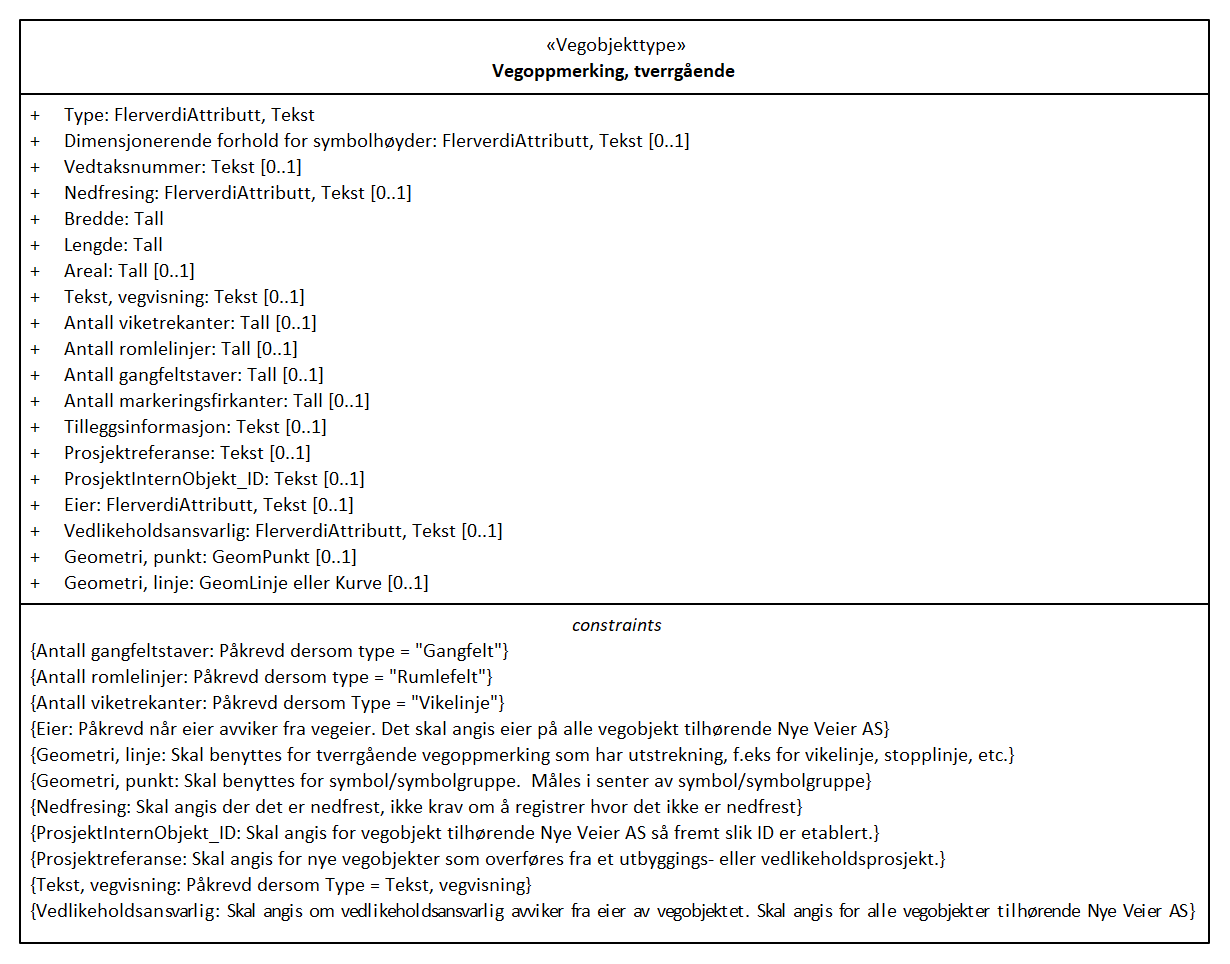 «Vegobjekttype»
Vegoppmerking, tverrgående
+ Type: FlerverdiAttributt, Tekst
+ Dimensjonerende forhold for symbolhøyder: FlerverdiAttributt, Tekst [0..1]
+ Vedtaksnummer: Tekst [0..1]
+ Nedfresing: FlerverdiAttributt, Tekst [0..1]
+ Bredde: Tall
+ Lengde: Tall
+ Areal: Tall [0..1]
+ Tekst, vegvisning: Tekst [0..1]
+ Antall viketrekanter: Tall [0..1]
+ Antall romlelinjer: Tall [0..1]
+ Antall gangfeltstaver: Tall [0..1]
+ Antall markeringsfirkanter: Tall [0..1]
+ Tilleggsinformasjon: Tekst [0..1]
+ Prosjektreferanse: Tekst [0..1]
+ ProsjektInternObjekt_ID: Tekst [0..1]
+ Eier: FlerverdiAttributt, Tekst [0..1]
+ Vedlikeholdsansvarlig: FlerverdiAttributt, Tekst [0..1]
+ Geometri, punkt: GeomPunkt [0..1]
+ Geometri, linje: GeomLinje eller Kurve [0..1]
constraints
{Antall gangfeltstaver: Påkrevd dersom type = "Gangfelt"}
{Antall romlelinjer: Påkrevd dersom type = "Rumlefelt"}
{Antall viketrekanter: Påkrevd dersom Type = "Vikelinje"}
{Eier: Påkrevd når eier avviker fra vegeier. Det skal angis eier på alle vegobjekt tilhørende Nye Veier AS}
{Geometri, linje: Skal benyttes for tverrgående vegoppmerking som har utstrekning, f.eks for vikelinje, stopplinje, etc.}
{Geometri, punkt: Skal benyttes for symbol/symbolgruppe.  Måles i senter av symbol/symbolgruppe}
{Nedfresing: Skal angis der det er nedfrest, ikke krav om å registrer hvor det ikke er nedfrest}
{ProsjektInternObjekt_ID: Skal angis for vegobjekt tilhørende Nye Veier AS så fremt slik ID er etablert.}
{Prosjektreferanse: Skal angis for nye vegobjekter som overføres fra et utbyggings- eller vedlikeholdsprosjekt.}
{Tekst, vegvisning: Påkrevd dersom Type = Tekst, vegvisning}
{Vedlikeholdsansvarlig: Skal angis om vedlikeholdsansvarlig avviker fra eier av vegobjektet. Skal angis for alle vegobjekter tilhørende Nye Veier AS}